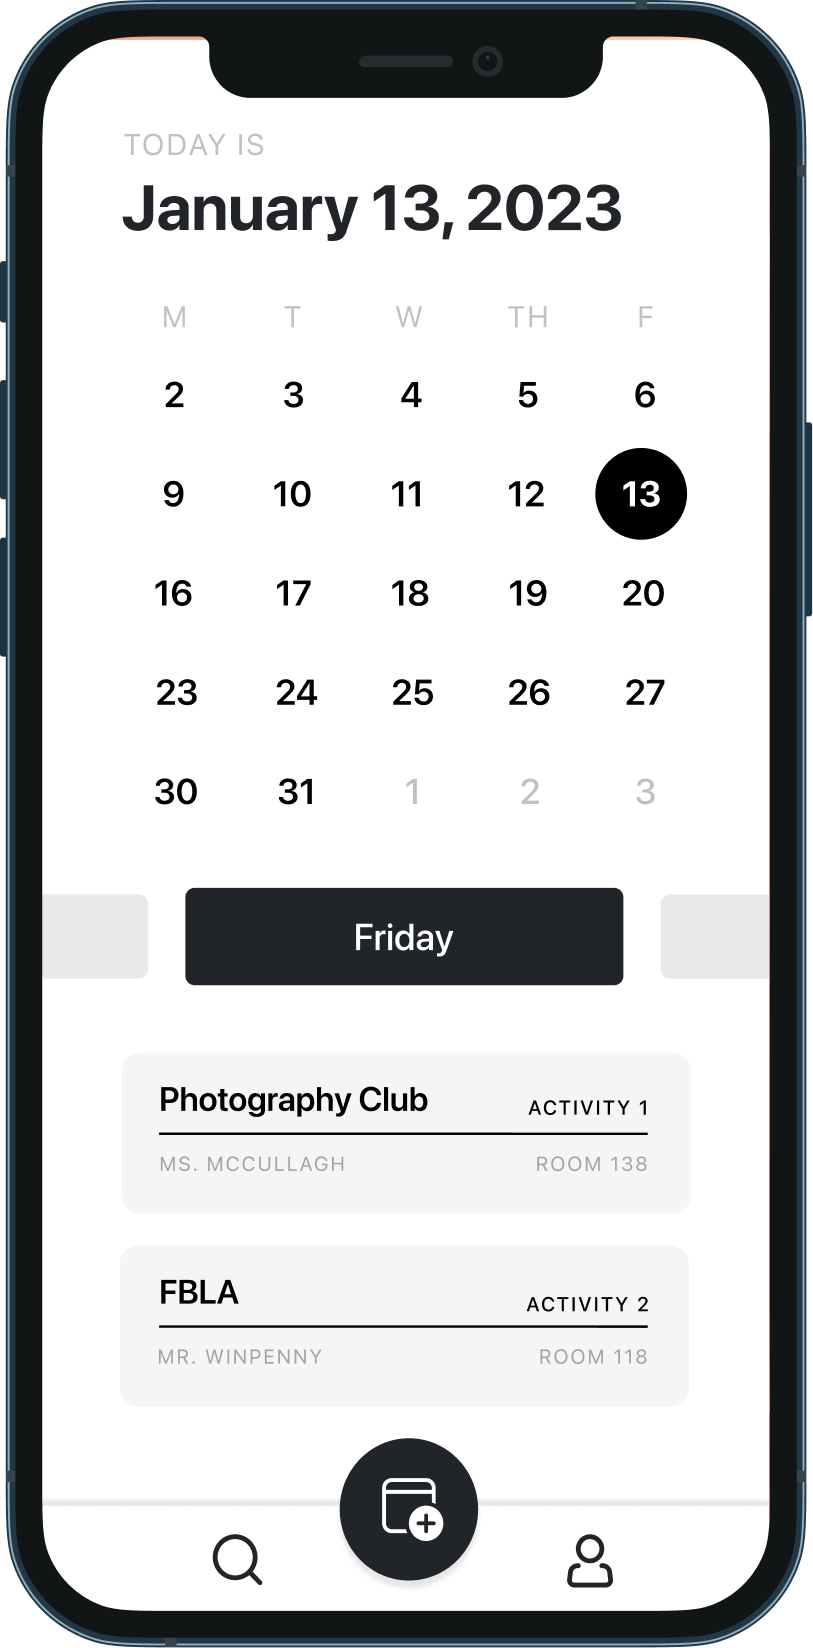 TODAY IS
January 13, 2023
M T W TH F
2 3 4 5 6
9 10 11 12 13
16 17 18 19 20
23 24 25 26 27
30 31 1 2 3
Friday
Photography Club ACTIVITY 1
MS. MCCULLAGH ROOM 138
FBLA ACTIVITY 2
MR. WINPENNY ROOM 118